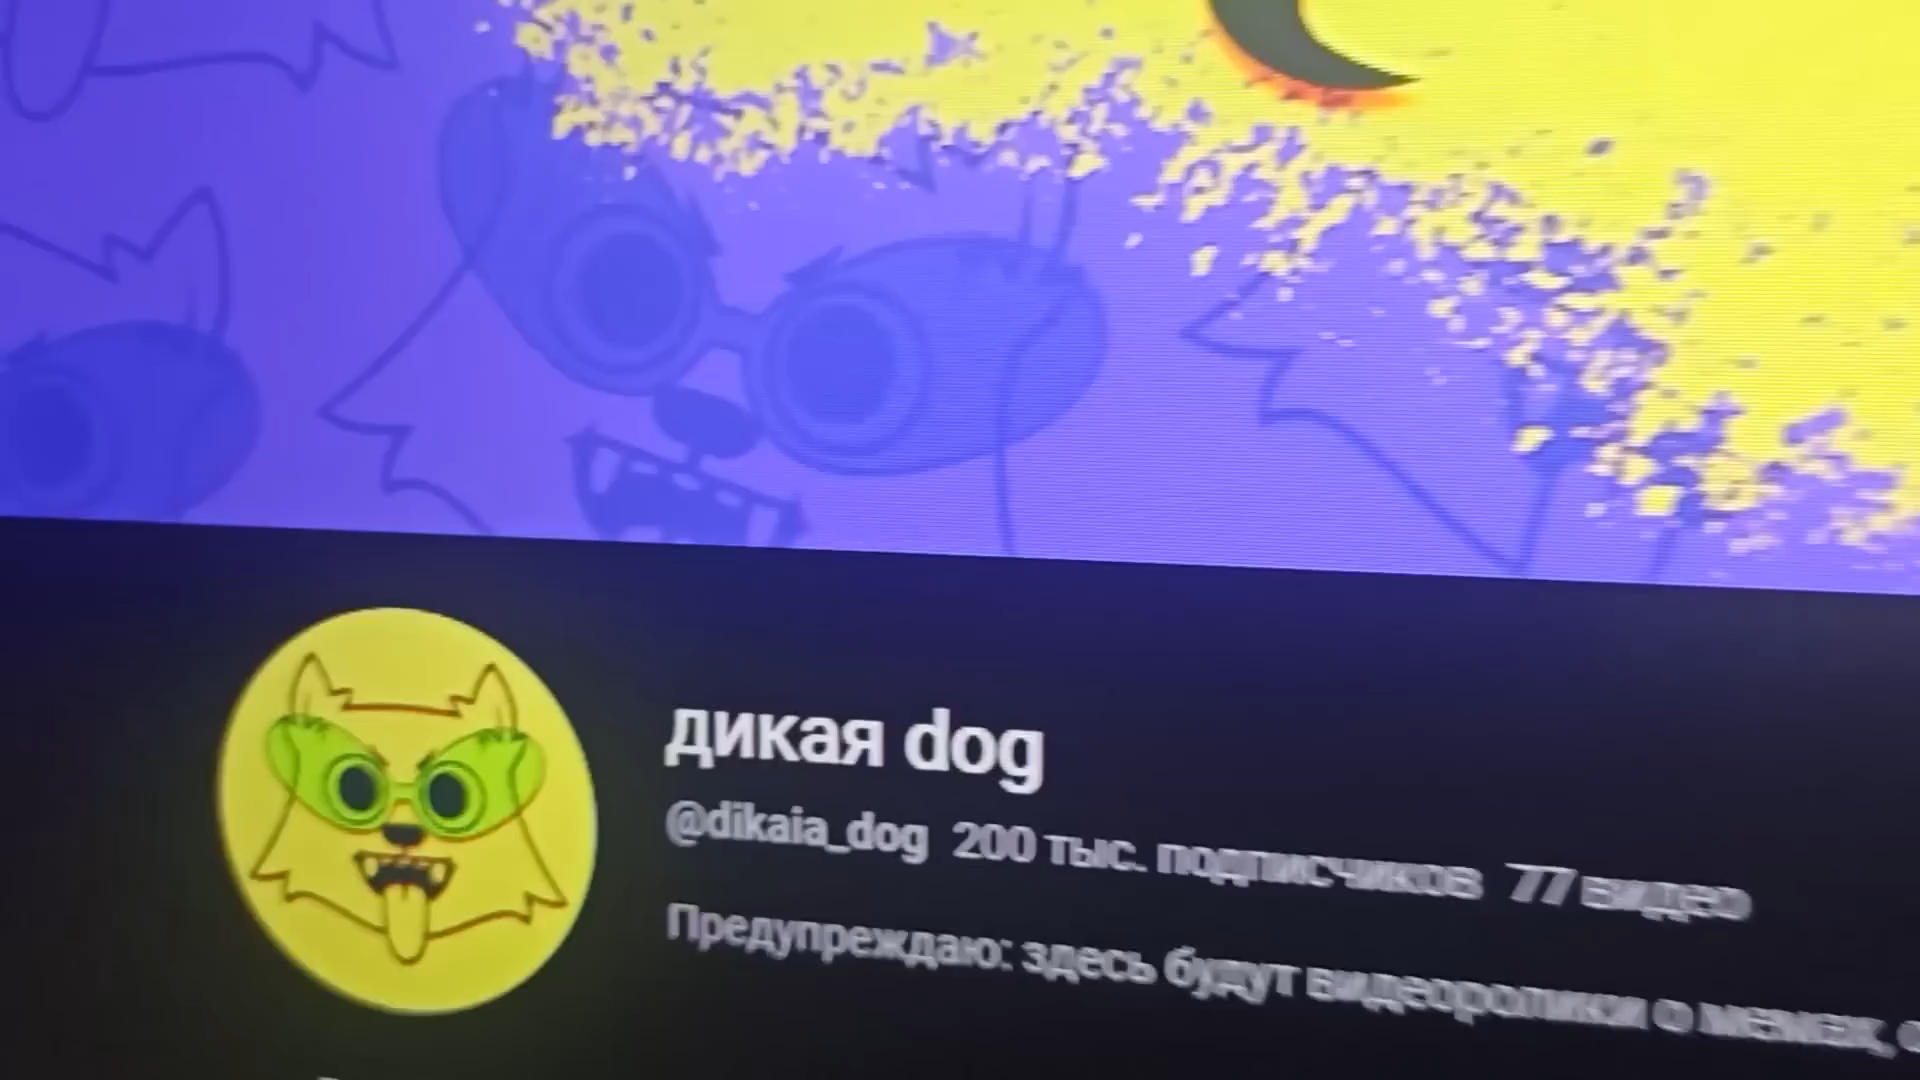 дикая dog
@dikaia_dog 200 тыс. подписчиков 77 видео
Предупреждаю: здесь будут видеоролики о мемах,